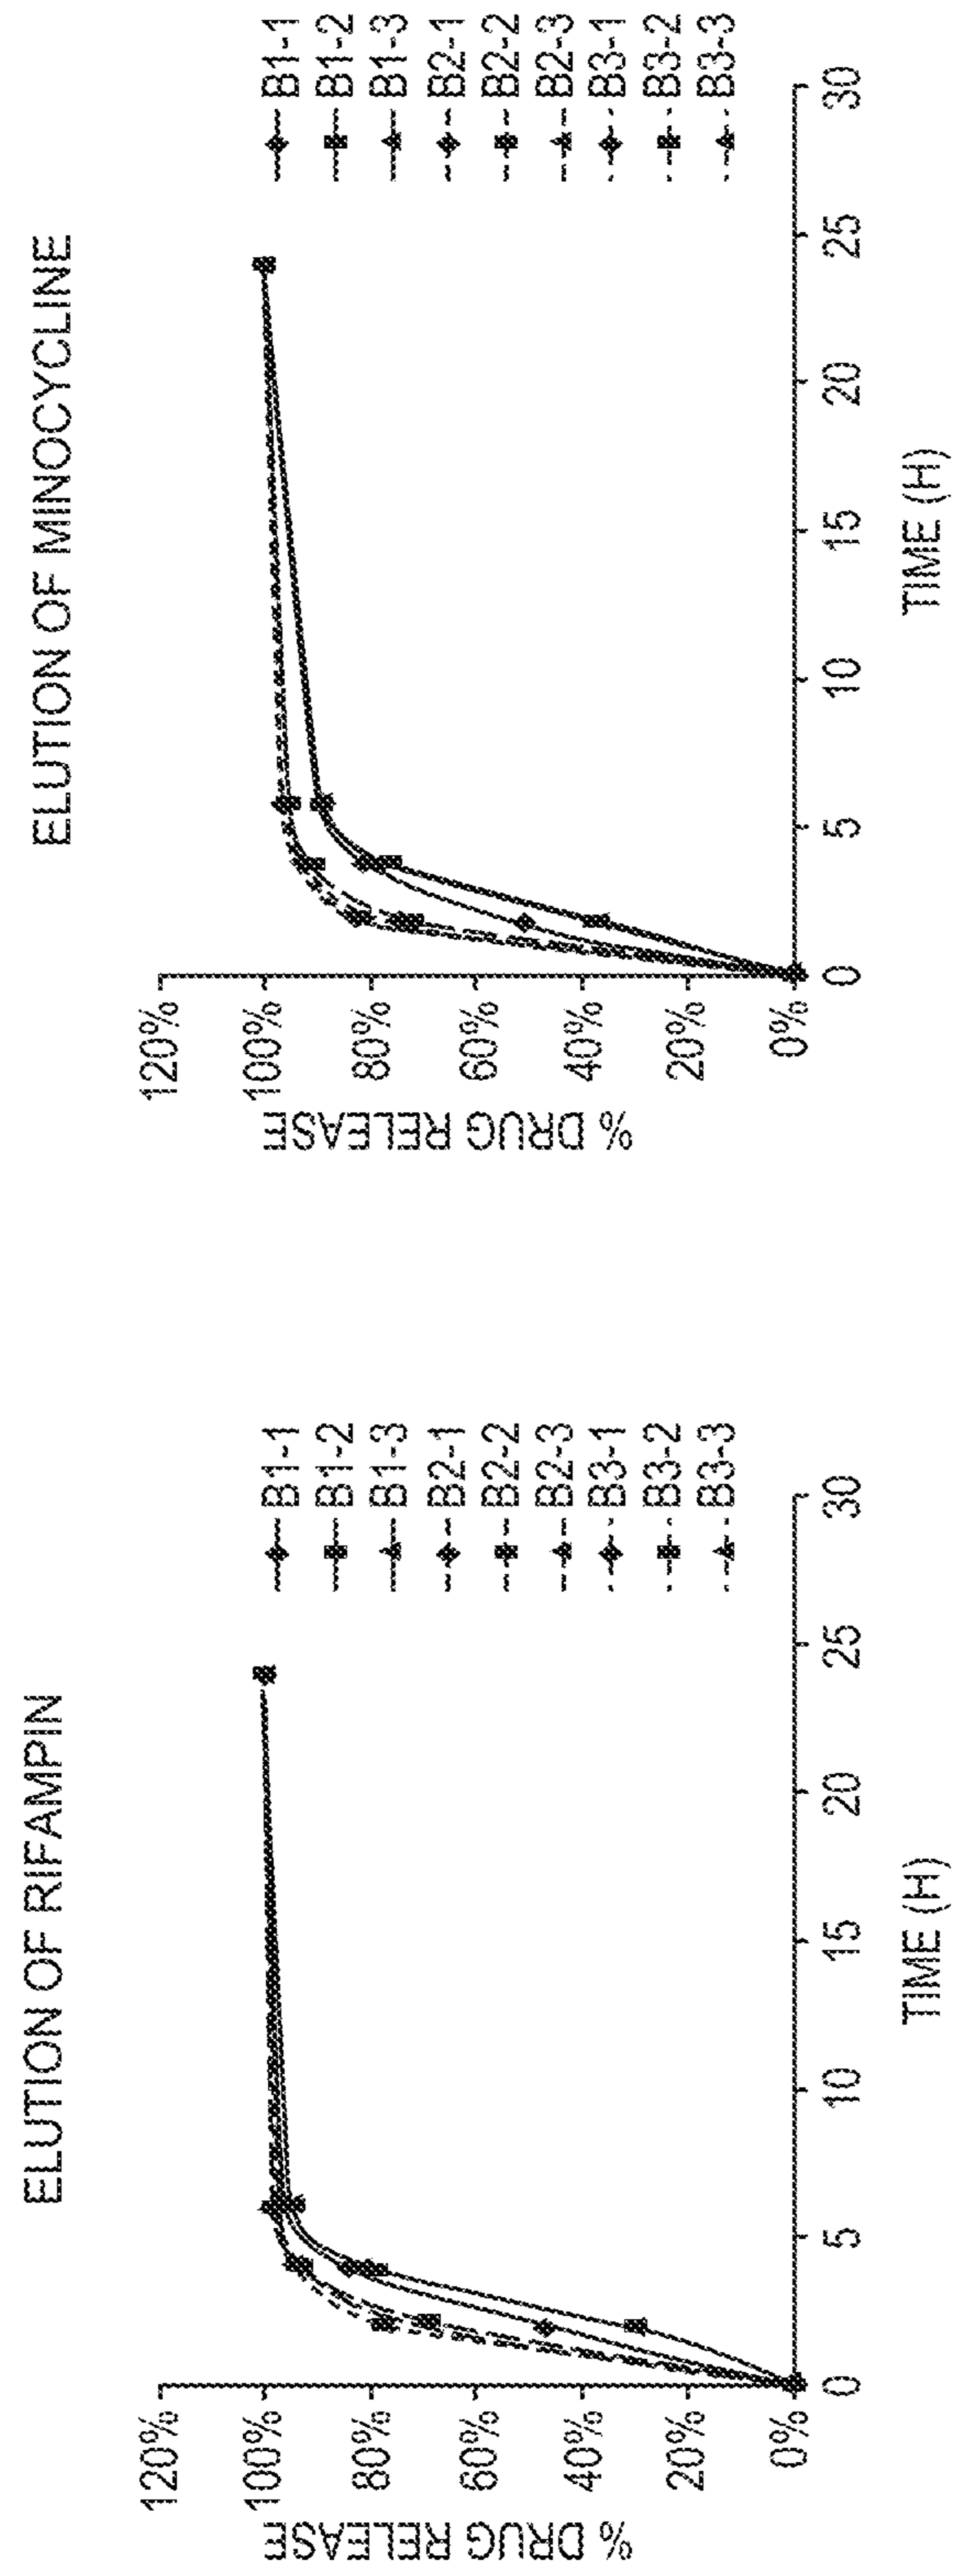 ELUTION OF RIFAMPIN
% DRUG RELEASE
120%
100%
80%
60%
40%
20%
0%
0 5 10 15 20 25 30
TIME (H)
B1-1
B1-2
B1-3
B2-1
B2-2
B2-3
B3-1
B3-2
B3-3
ELUTION OF MINOCYCLINE
% DRUG RELEASE
120%
100%
80%
60%
40%
20%
0%
0 5 10 15 20 25 30
TIME (H)
B1-1
B1-2
B1-3
B2-1
B2-2
B2-3
B3-1
B3-2
B3-3